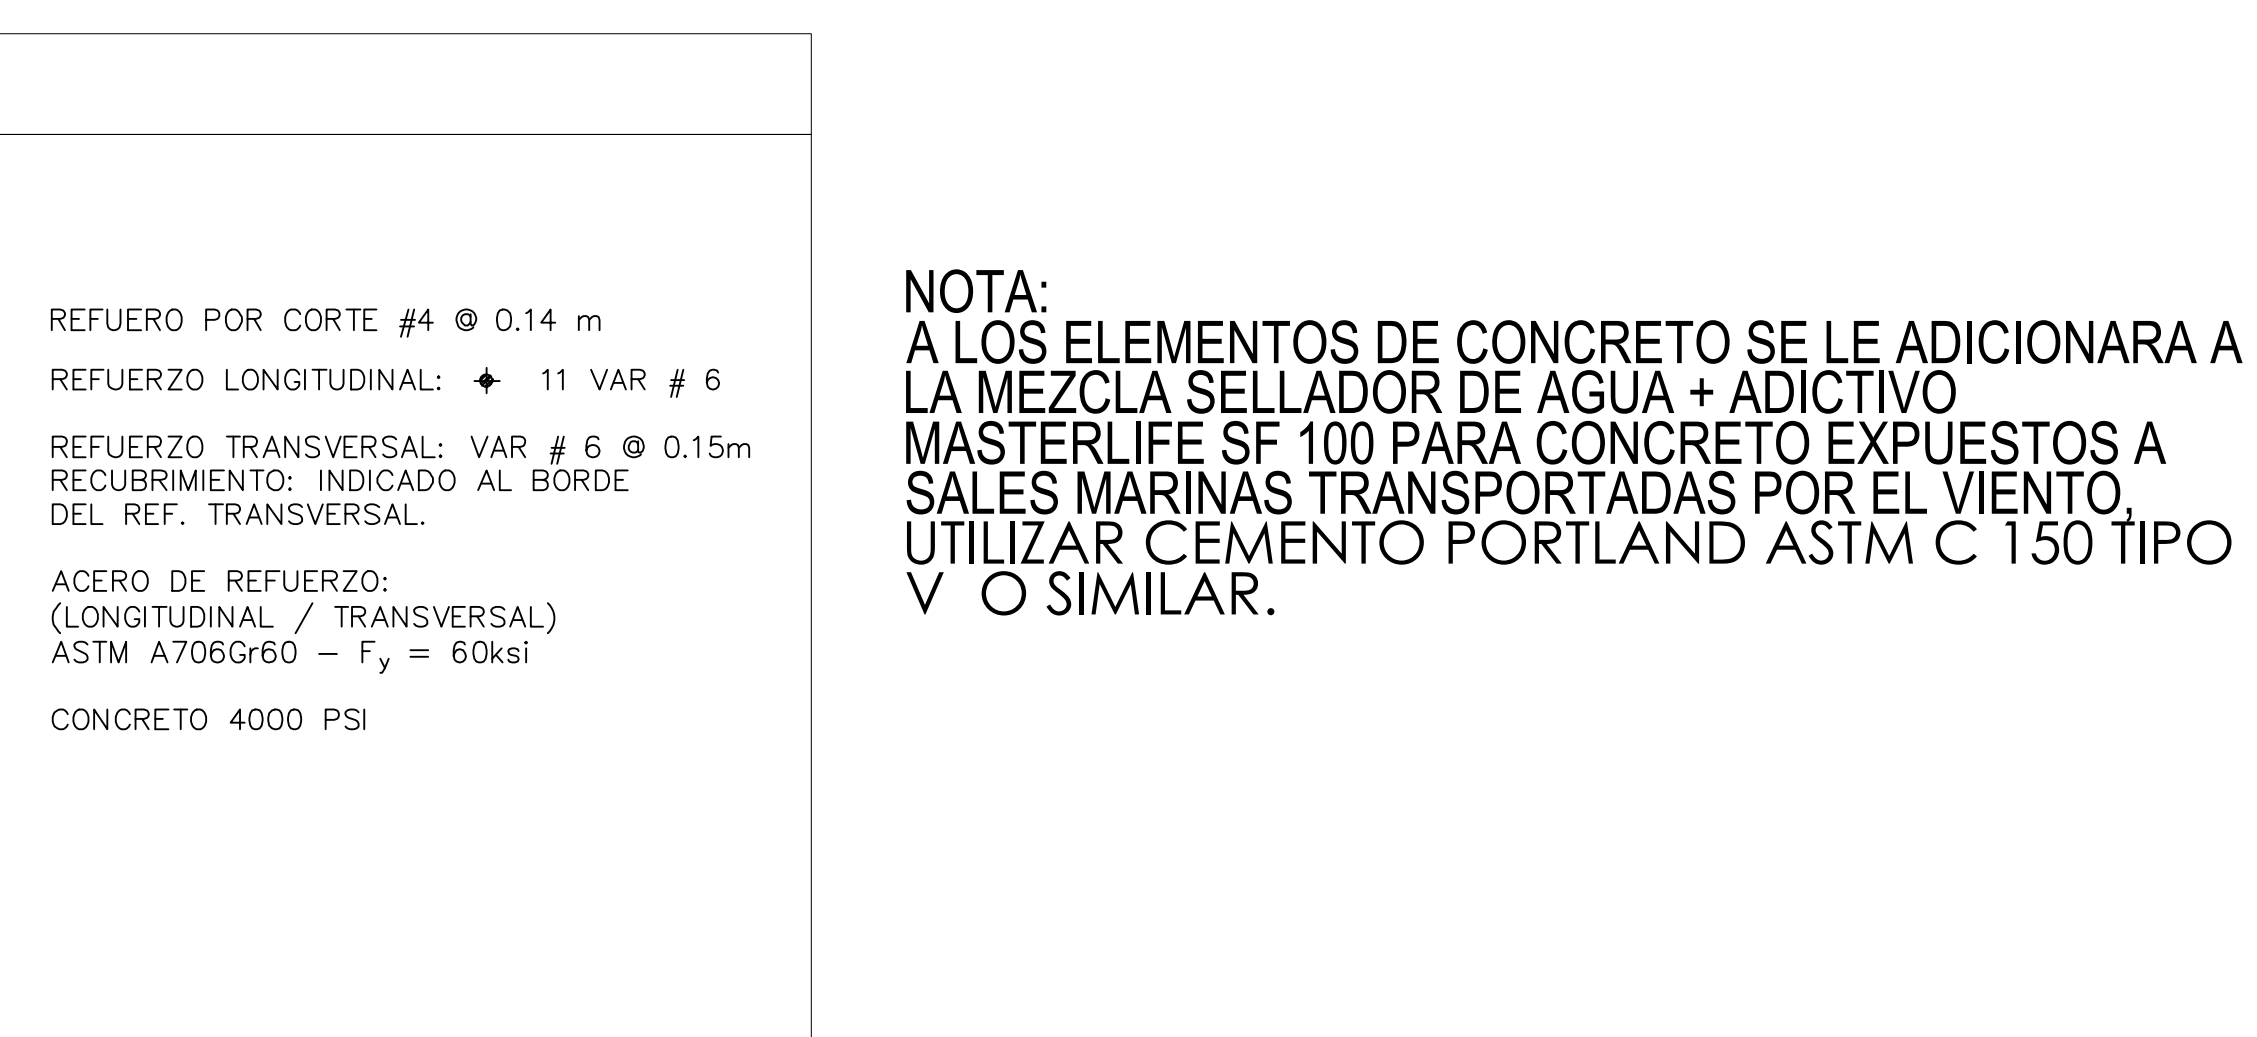 REFUERO POR CORTE #4 @ 0.14 m
REFUERZO LONGITUDINAL: 11 VAR # 6
REFUERZO TRANSVERSAL: VAR # 6 @ 0.15m
RECUBRIMIENTO: INDICADO AL BORDE
DEL REF. TRANSVERSAL.
ACERO DE REFUERZO:
(LONGITUDINAL / TRANSVERSAL)
ASTM A706Gr60 – Fy = 60ksi
CONCRETO 4000 PSI
NOTA:
A LOS ELEMENTOS DE CONCRETO SE LE ADICIONARA A
LA MEZCLA SELLADOR DE AGUA + ADICTIVO
MASTERLIFE SF 100 PARA CONCRETO EXPUESTOS A
SALES MARINAS TRANSPORTADAS POR EL VIENTO,
UTILIZAR CEMENTO PORTLAND ASTM C 150 TIPO
V O SIMILAR.